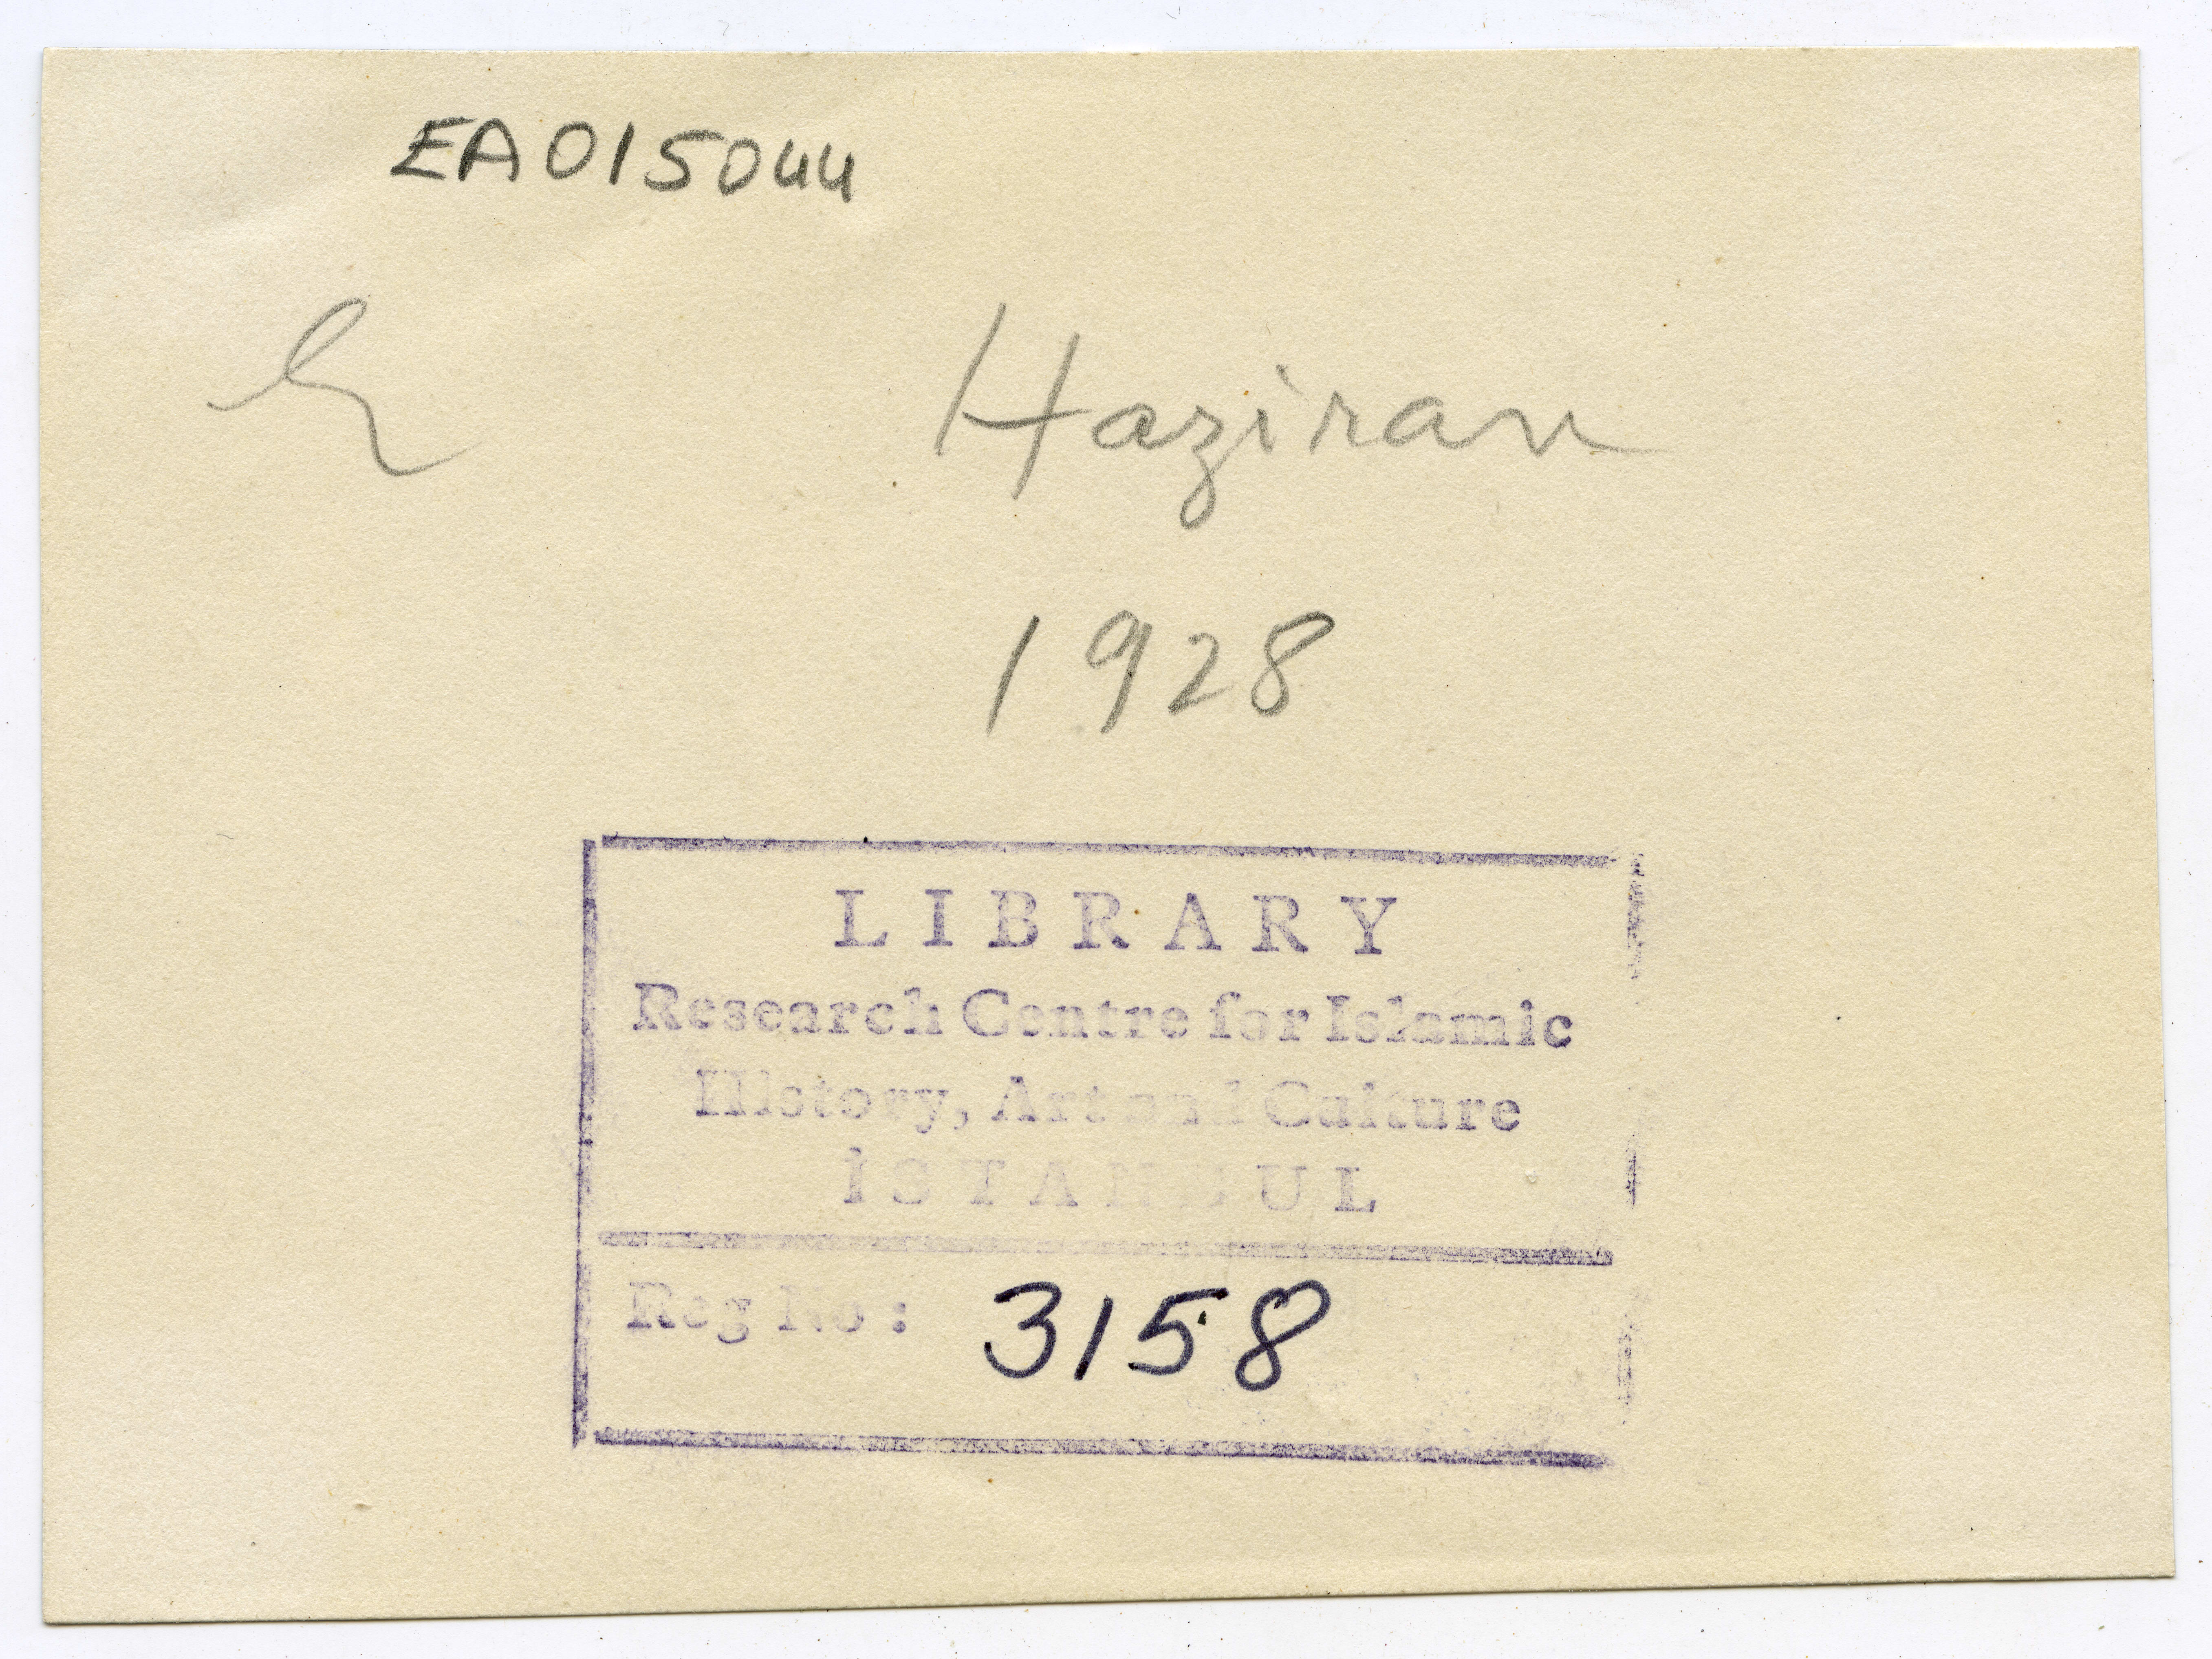 EA015044
Haziran
1928
LIBRARY
Research Centre for Islamic
History, Art and Culture
İSTANBUL
Reg No: 3158